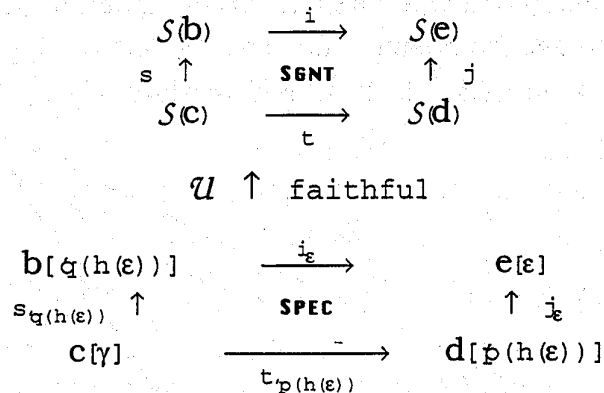 i
S(b) ⟶ S(e)
s ↑ SGNT ↑ j
S(c) ⟶ S(d)
t
U ↑ faithful
i_ε
b[q(h(ε))] ⟶ e[ε]
s_q(h(ε)) ↑ SPEC ↑ j_ε
c[γ] ⟶ d[p(h(ε))]
t_p(h(ε))